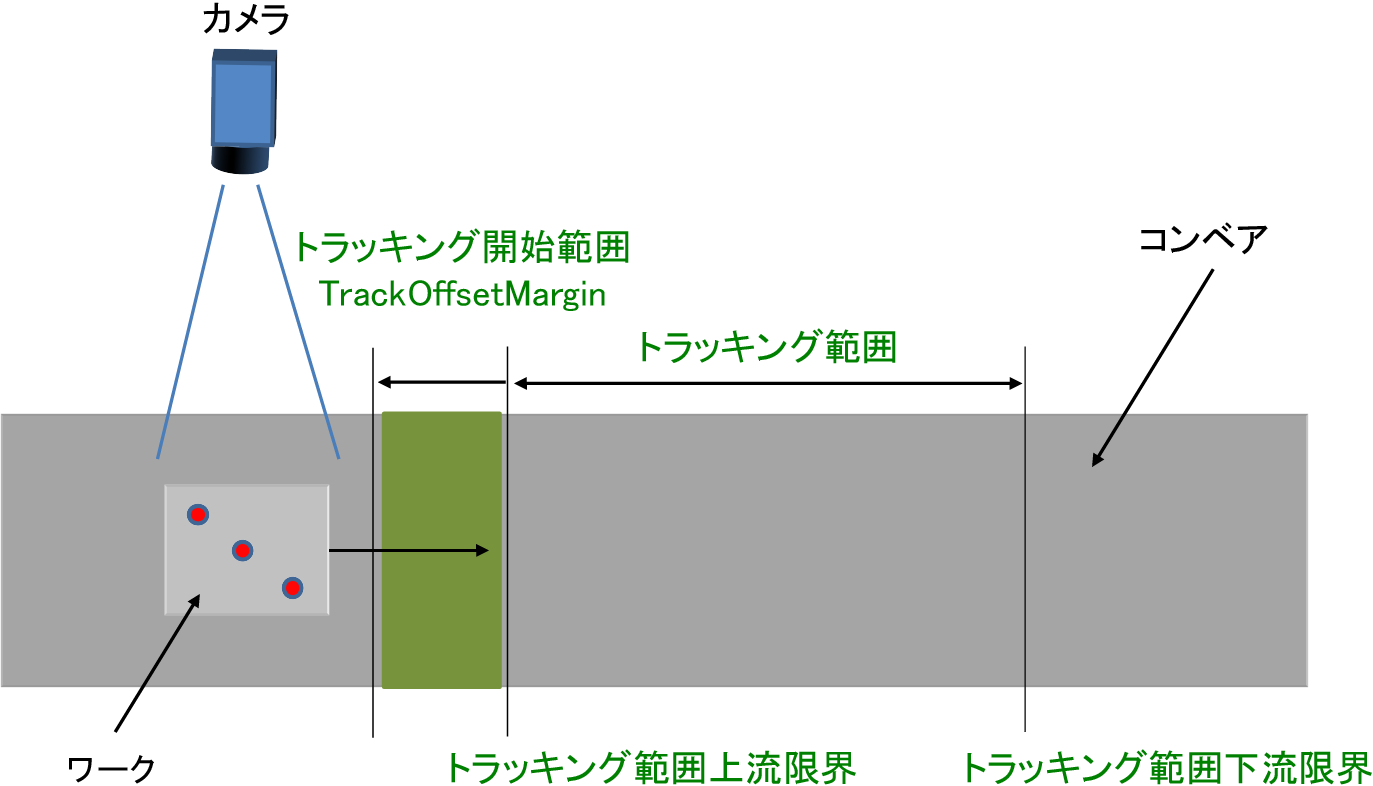 カメラ
トラッキング開始範囲
TrackOffsetMargin
コンベア
トラッキング範囲
ワーク
トラッキング範囲上流限界
トラッキング範囲下流限界